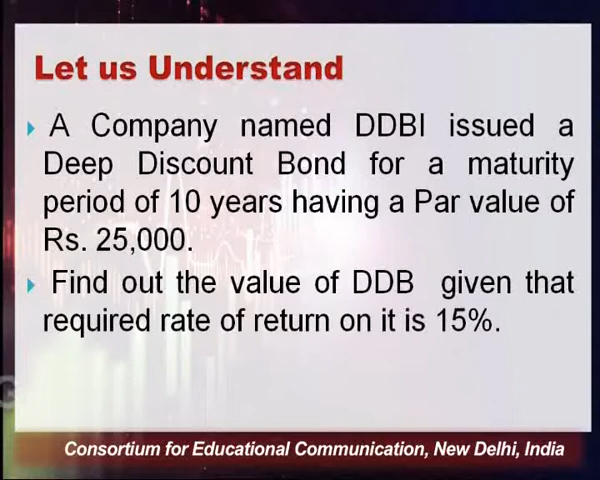 Let us Understand
A Company named DDBI issued a
Deep Discount Bond for a maturity
period of 10 years having a Par value of
Rs. 25,000.
Find out the value of DDB given that
required rate of return on it is 15%.
G
Consortium for Educational Communication, New Delhi, India